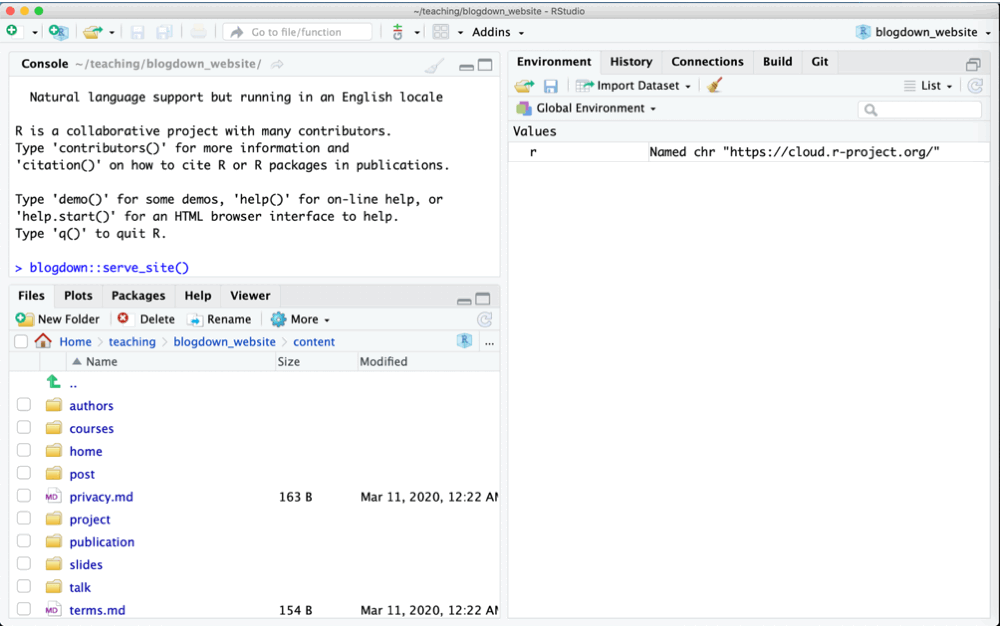 ~/teaching/blogdown_website - RStudio
Go to file/function
Addins
blogdown_website
Console ~/teaching/blogdown_website/
Natural language support but running in an English locale
R is a collaborative project with many contributors.
Type 'contributors()' for more information and
'citation()' on how to cite R or R packages in publications.
Type 'demo()' for some demos, 'help()' for on-line help, or
'help.start()' for an HTML browser interface to help.
Type 'q()' to quit R.
> blogdown::serve_site()
Files Plots Packages Help Viewer
New Folder Delete Rename More
Home > teaching > blogdown_website > content ...
Name Size Modified
..
authors
courses
home
post
MD privacy.md 163 B Mar 11, 2020, 12:22 AM
project
publication
slides
talk
MD terms.md 154 B Mar 11, 2020, 12:22 AM
Environment History Connections Build Git
Import Dataset List
Global Environment
Values
r Named chr "https://cloud.r-project.org/"